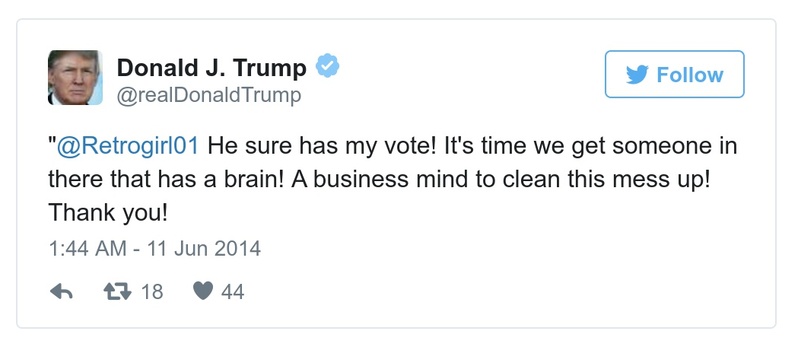 Donald J. Trump
@realDonaldTrump
Follow
"@Retrogirl01 He sure has my vote! It's time we get someone in
there that has a brain! A business mind to clean this mess up!
Thank you!
1:44 AM - 11 Jun 2014
18 44